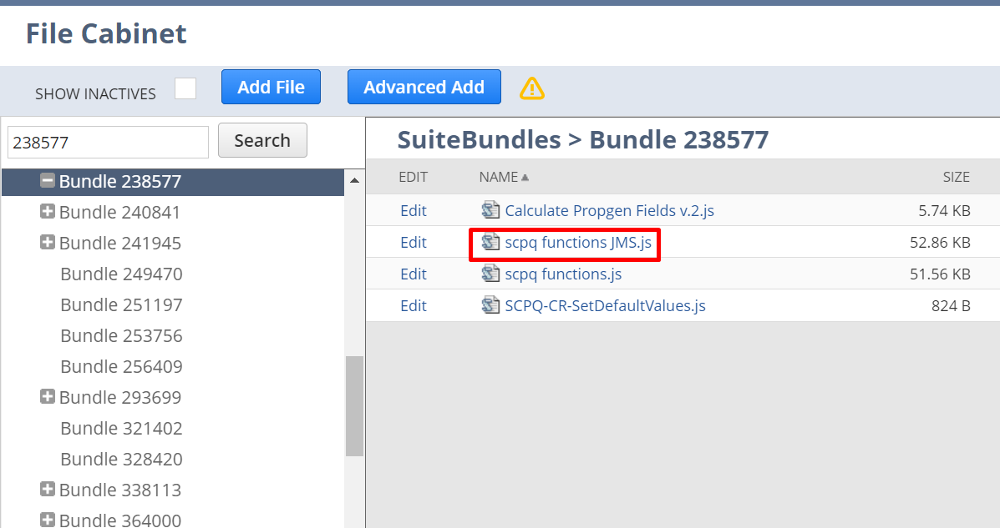 File Cabinet
SHOW INACTIVES
Add File
Advanced Add
238577
Search
Bundle 238577
Bundle 240841
Bundle 241945
Bundle 249470
Bundle 251197
Bundle 253756
Bundle 256409
Bundle 293699
Bundle 321402
Bundle 328420
Bundle 338113
Bundle 364000
SuiteBundles > Bundle 238577
EDIT NAME SIZE
Edit Calculate Propgen Fields v.2.js 5.74 KB
Edit scpq functions JMS.js 52.86 KB
Edit scpq functions.js 51.56 KB
Edit SCPQ-CR-SetDefaultValues.js 824 B